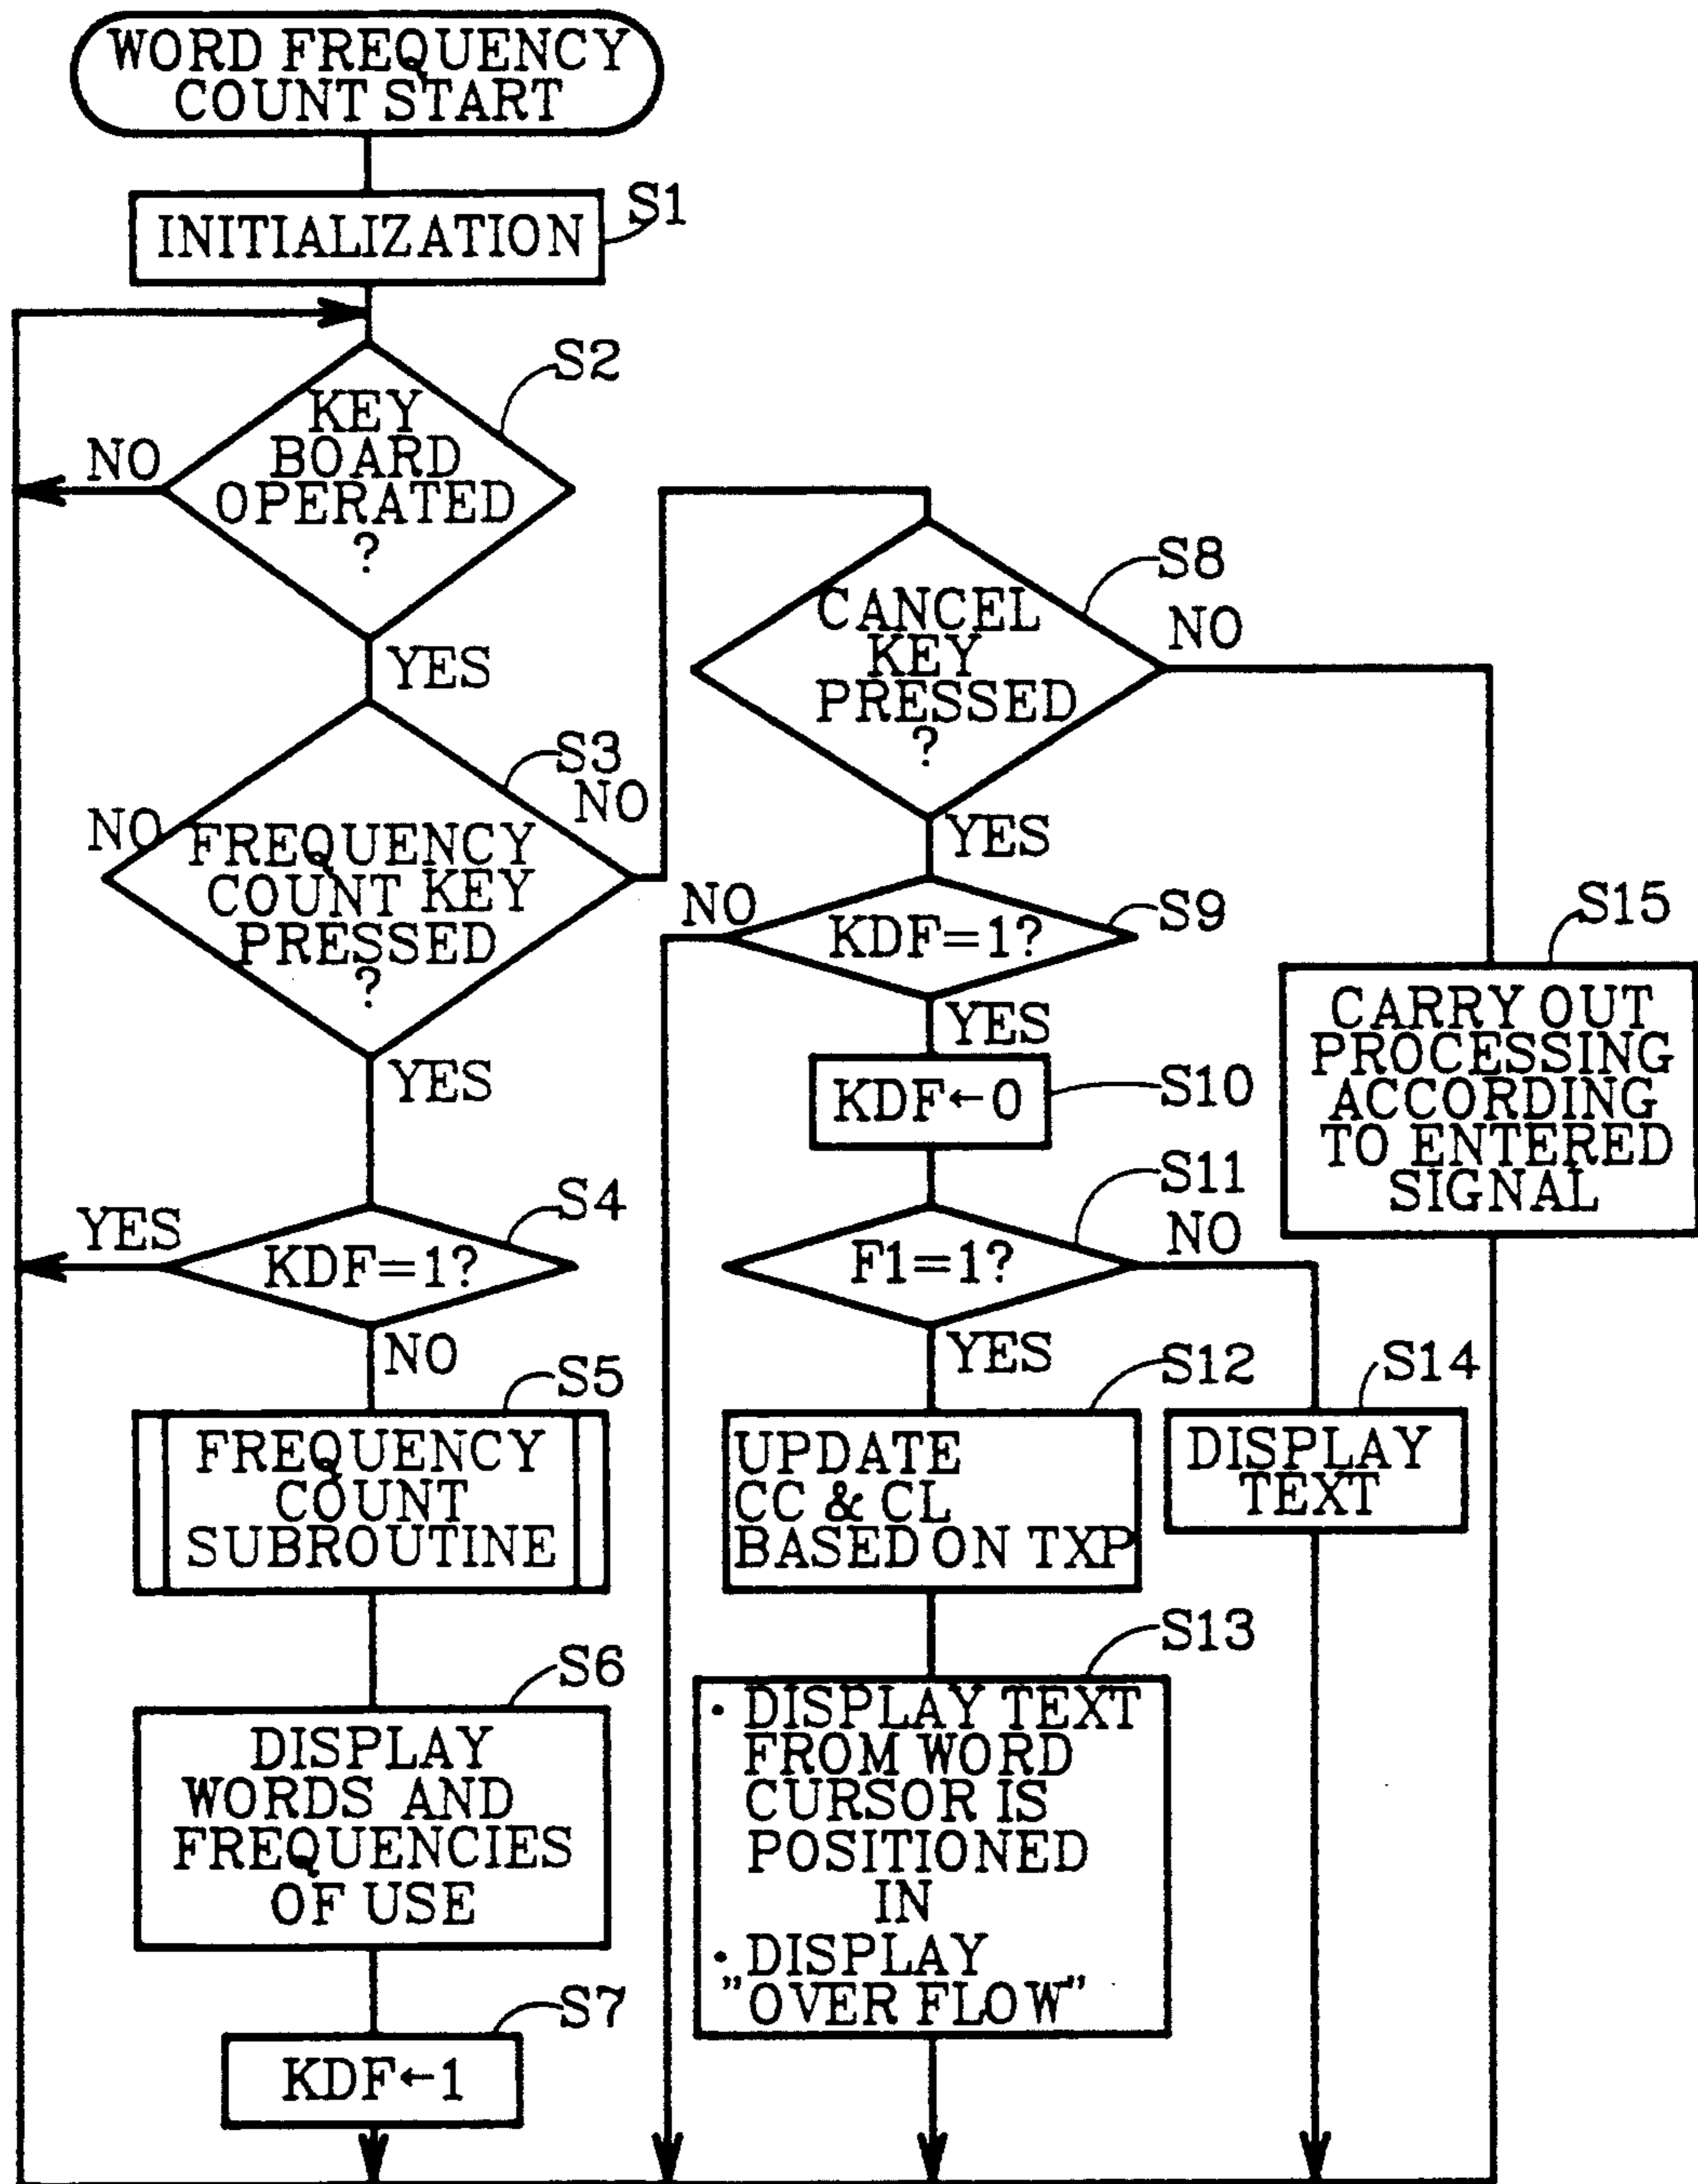 WORD FREQUENCY
COUNT START
INITIALIZATION
S1
S2
KEY
BOARD
OPERATED
?
NO
YES
S3
NO
NO
FREQUENCY
COUNT KEY
PRESSED
?
YES
S4
YES
KDF=1?
NO
S5
FREQUENCY
COUNT
SUBROUTINE
S6
DISPLAY
WORDS AND
FREQUENCIES
OF USE
S7
KDF←1
S8
CANCEL
KEY
PRESSED
?
NO
YES
S9
NO
KDF=1?
YES
S10
KDF←0
S11
F1=1?
NO
YES
S12
UPDATE
CC & CL
BASED ON TXP
S13
· DISPLAY TEXT
FROM WORD
CURSOR IS
POSITIONED
IN
· DISPLAY
"OVER FLOW"
S14
DISPLAY
TEXT
S15
CARRY OUT
PROCESSING
ACCORDING
TO ENTERED
SIGNAL